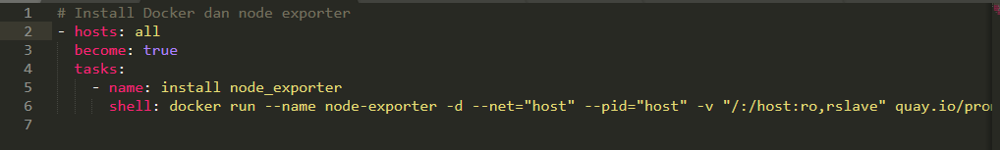 1 # Install Docker dan node exporter
2 - hosts: all
3 become: true
4 tasks:
5 - name: install node_exporter
6 shell: docker run --name node-exporter -d --net="host" --pid="host" -v "/:/host:ro,rslave" quay.io/pro
7